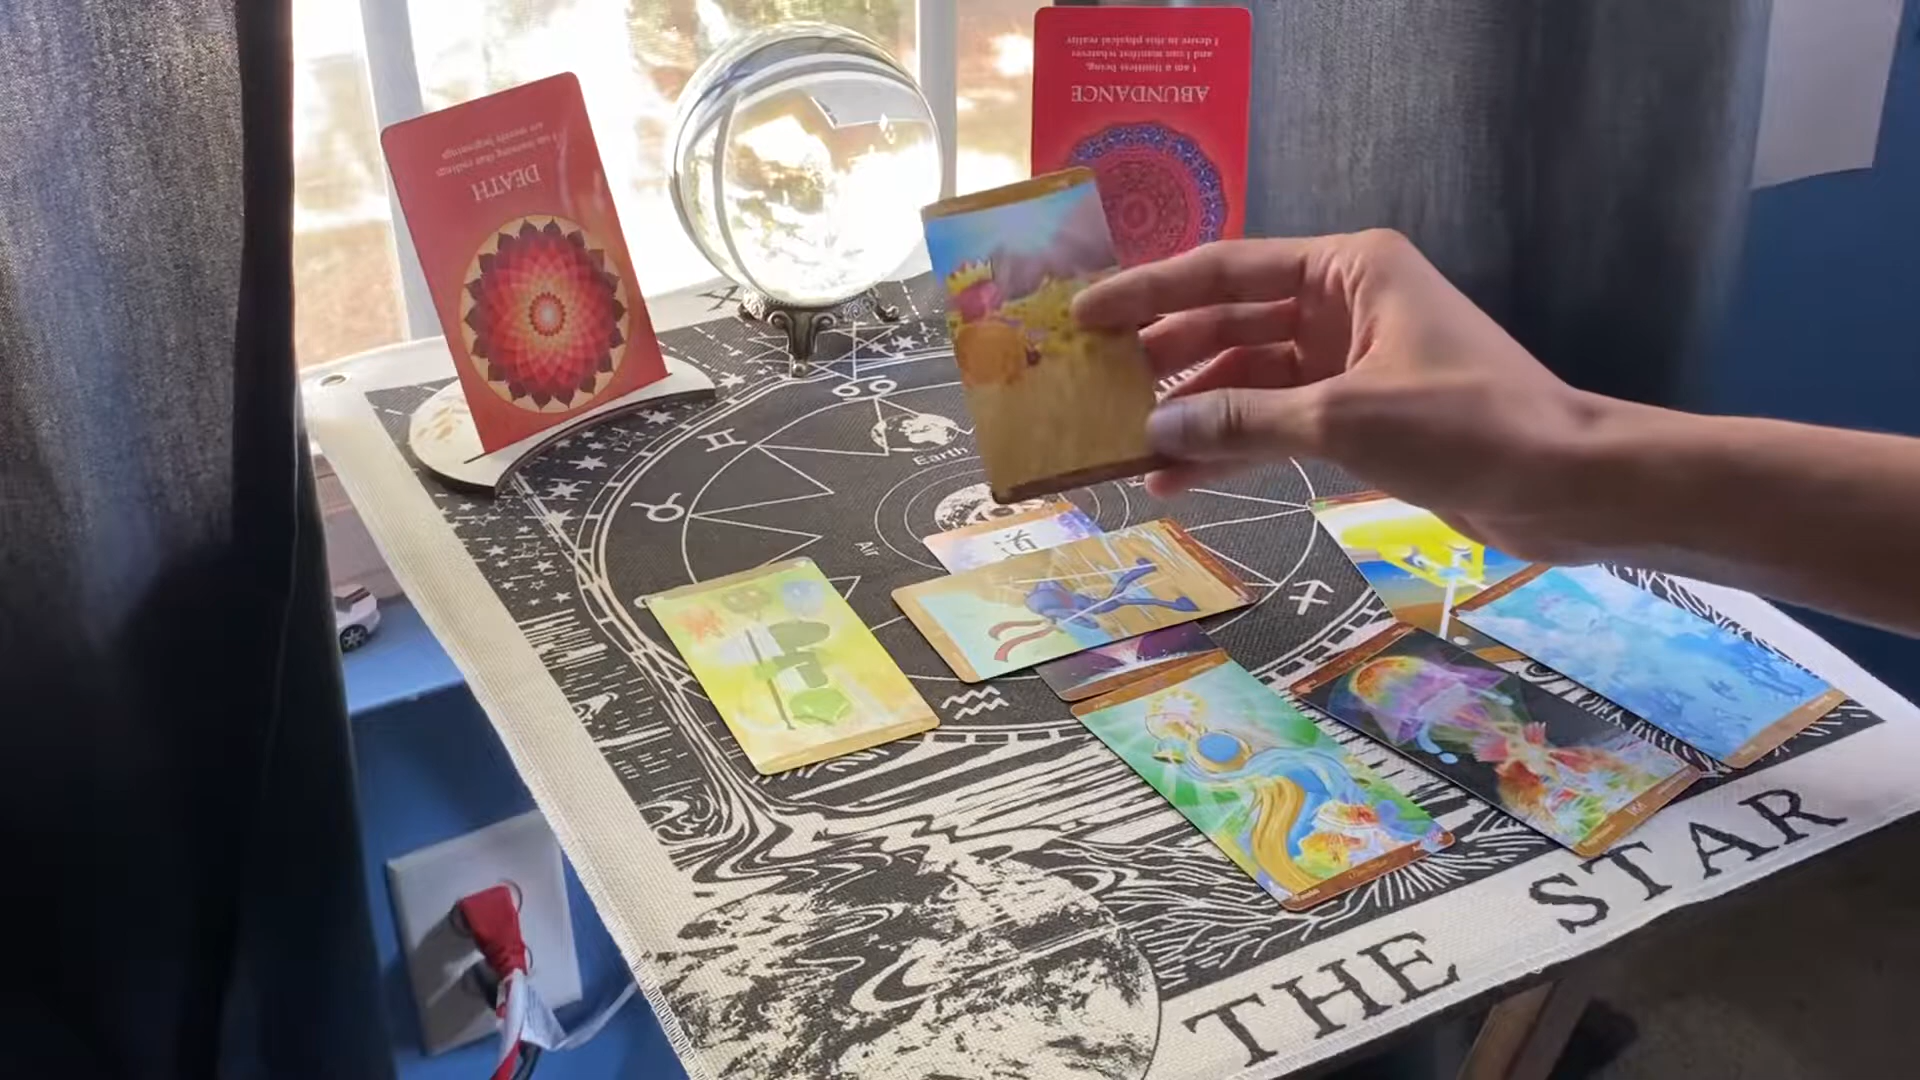 I am a limitless being,
and I can manifest whatever
I desire in this physical reality
ABUNDANCE
I am learning that endings
are merely beginnings
DEATH
Earth
Air
道
THE STAR